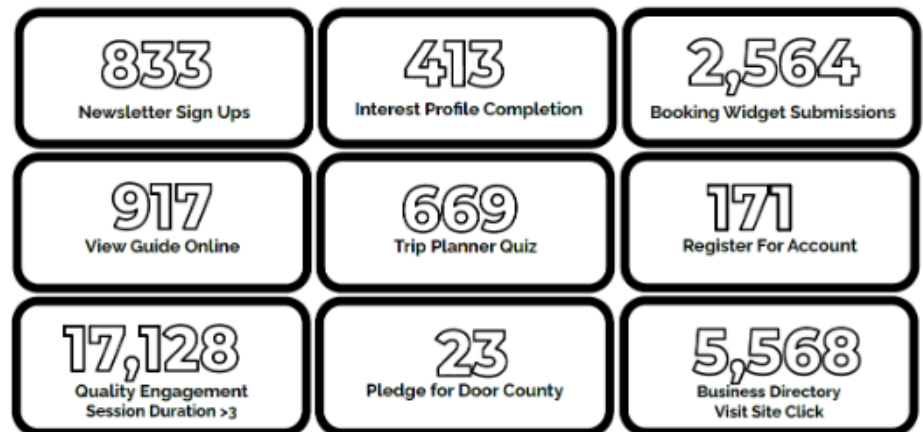 833
Newsletter Sign Ups
413
Interest Profile Completion
2,564
Booking Widget Submissions
917
View Guide Online
669
Trip Planner Quiz
171
Register For Account
17,128
Quality Engagement
Session Duration >3
23
Pledge for Door County
5,568
Business Directory
Visit Site Click